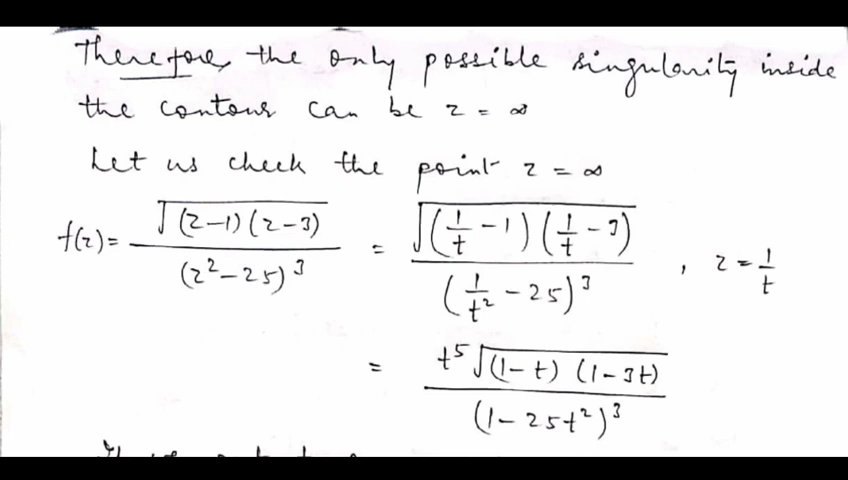 Therefore, the only possible singularity inside
the contour can be z = ∞
Let us check the point z = ∞
f(z) = √((z-1)(z-3)) / (z²-25)³ = √((1/t - 1)(1/t - 3)) / (1/t² - 25)³ , z = 1/t
= t⁵√((1-t)(1-3t)) / (1-25t²)³